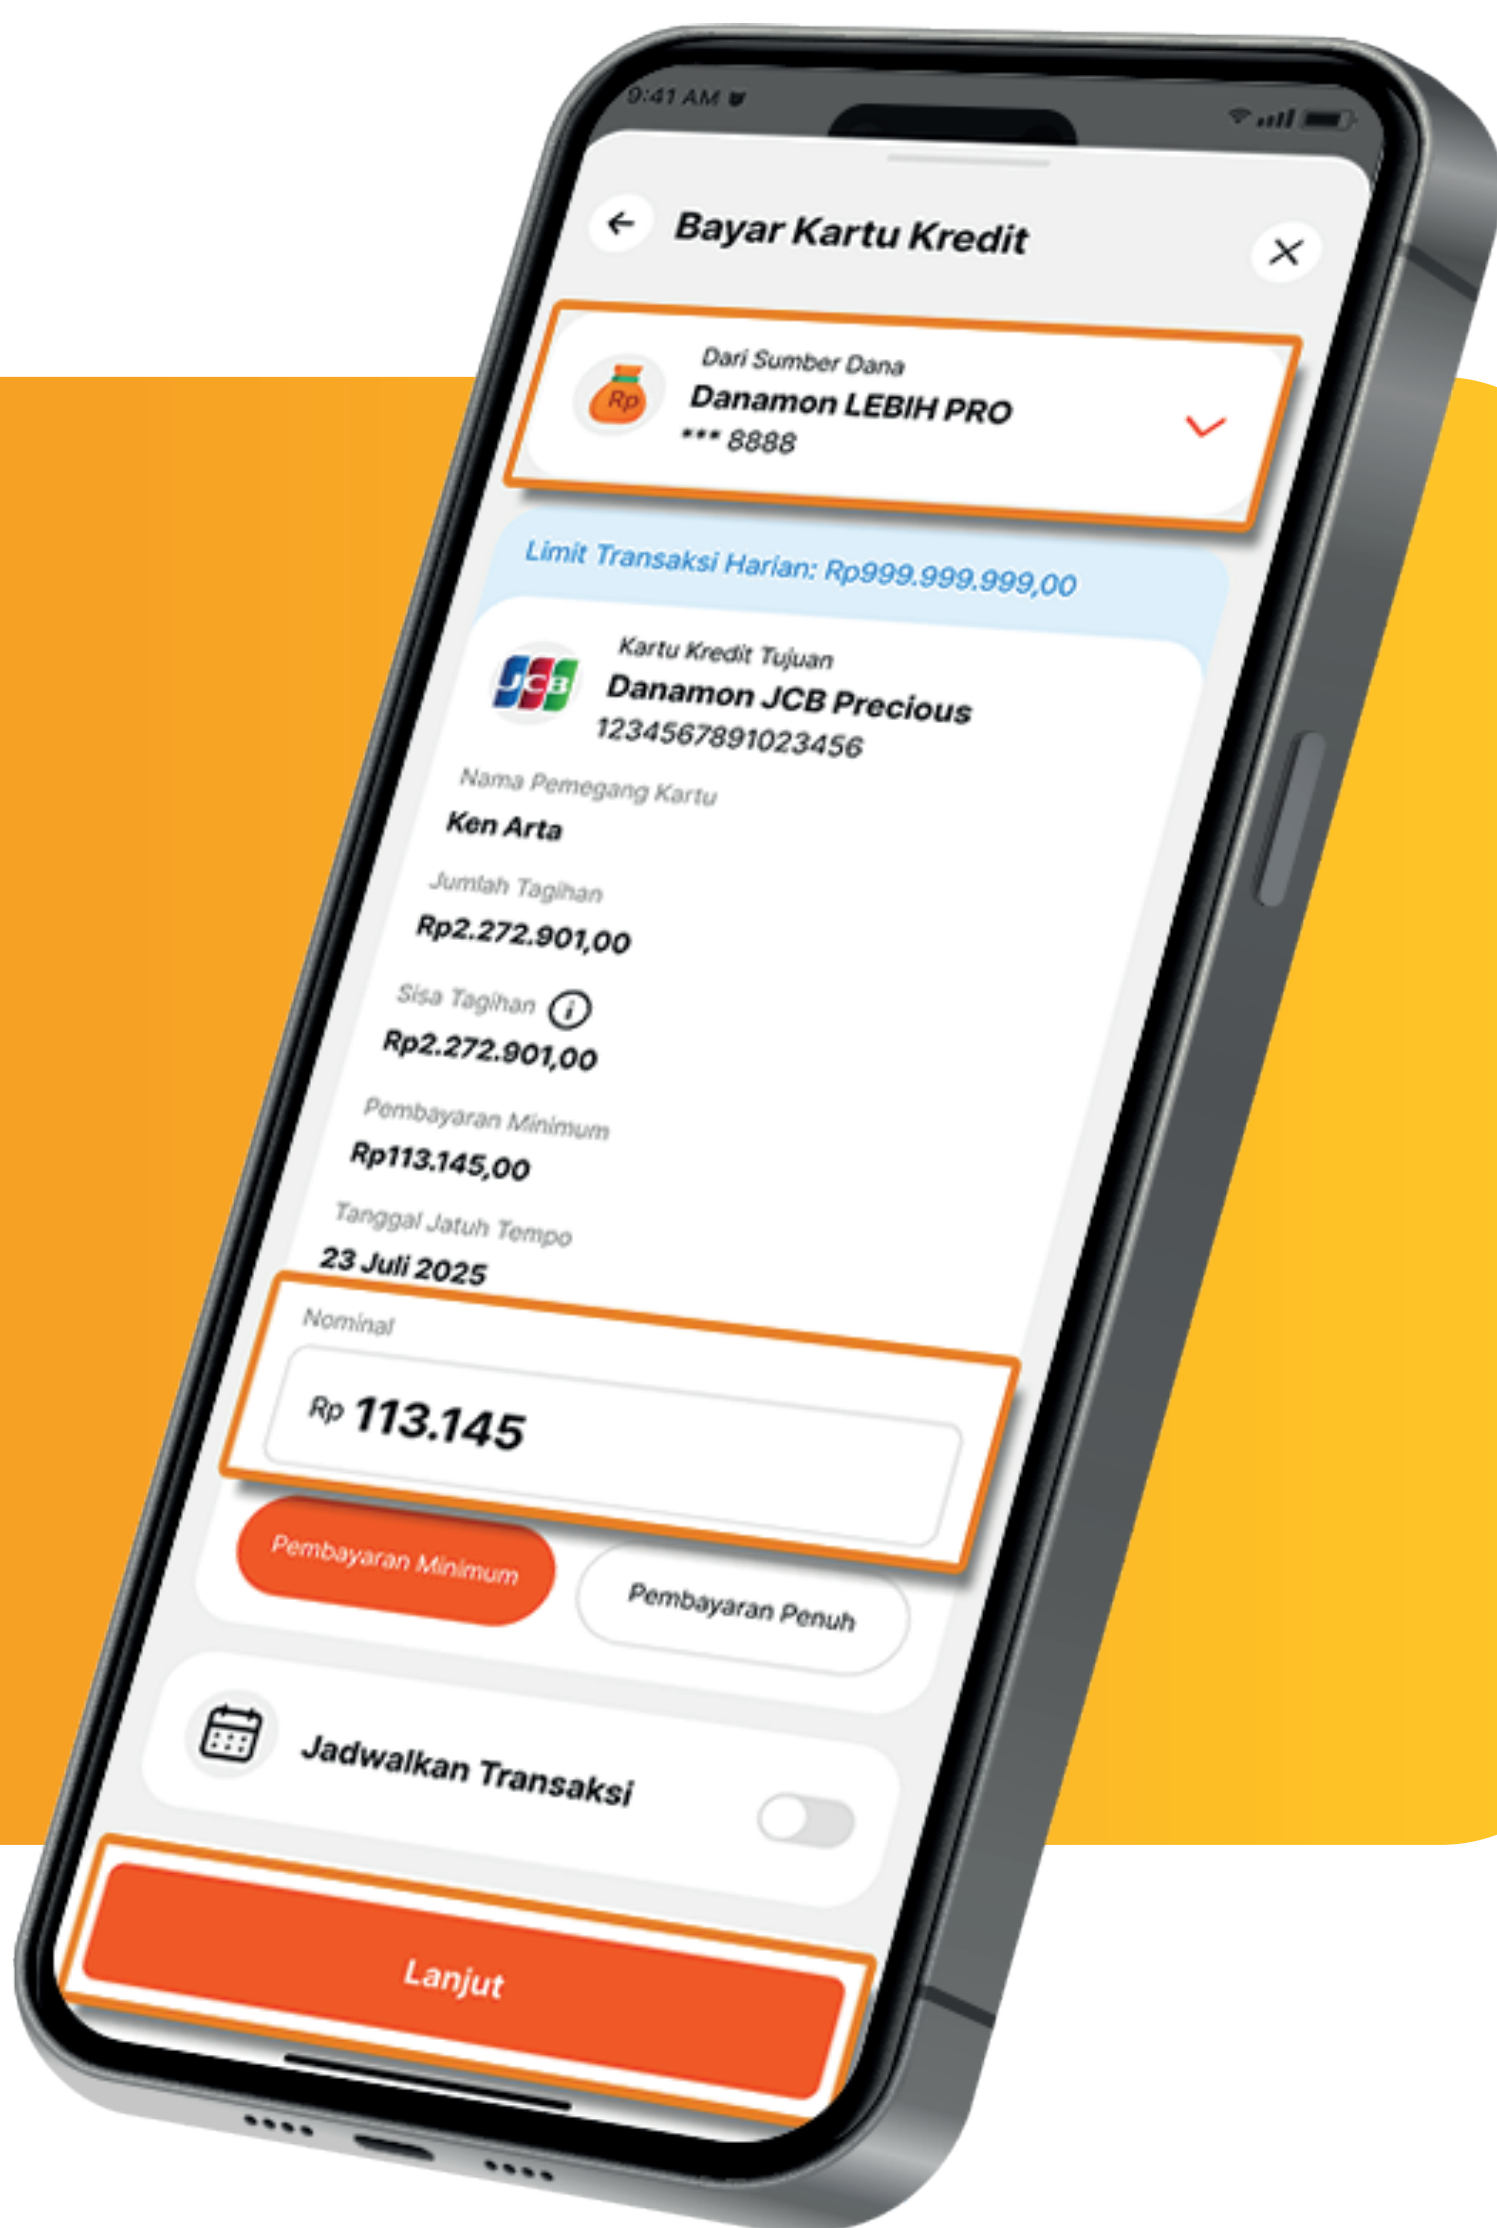 9:41 AM
Bayar Kartu Kredit
Dari Sumber Dana
Rp
Danamon LEBIH PRO
*** 8888
Limit Transaksi Harian: Rp999.999.999,00
Kartu Kredit Tujuan
JCB
Danamon JCB Precious
1234567891023456
Nama Pemegang Kartu
Ken Arta
Jumlah Tagihan
Rp2.272.901,00
Sisa Tagihan i
Rp2.272.901,00
Pembayaran Minimum
Rp113.145,00
Tanggal Jatuh Tempo
23 Juli 2025
Nominal
Rp 113.145
Pembayaran Minimum
Pembayaran Penuh
Jadwalkan Transaksi
Lanjut